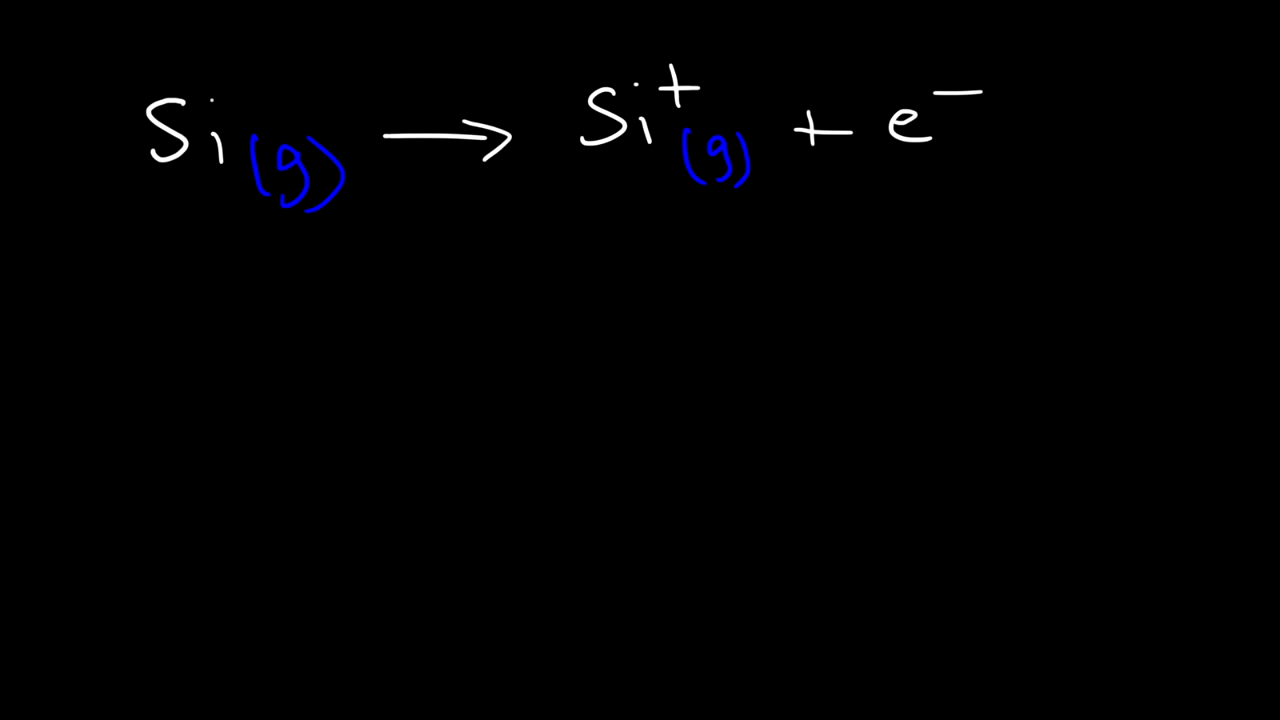 Si(g) → Si⁺(g) + e⁻